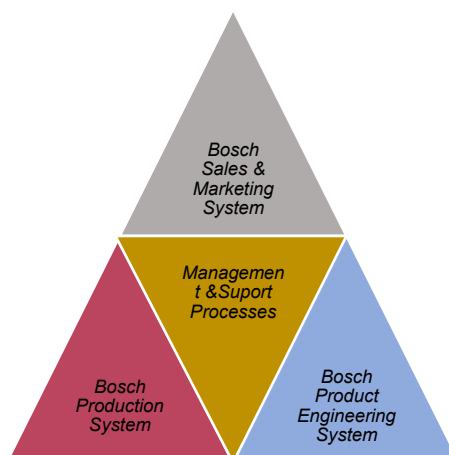 Bosch
Sales &
Marketing
System
Managemen
t &Suport
Processes
Bosch
Production
System
Bosch
Product
Engineering
System